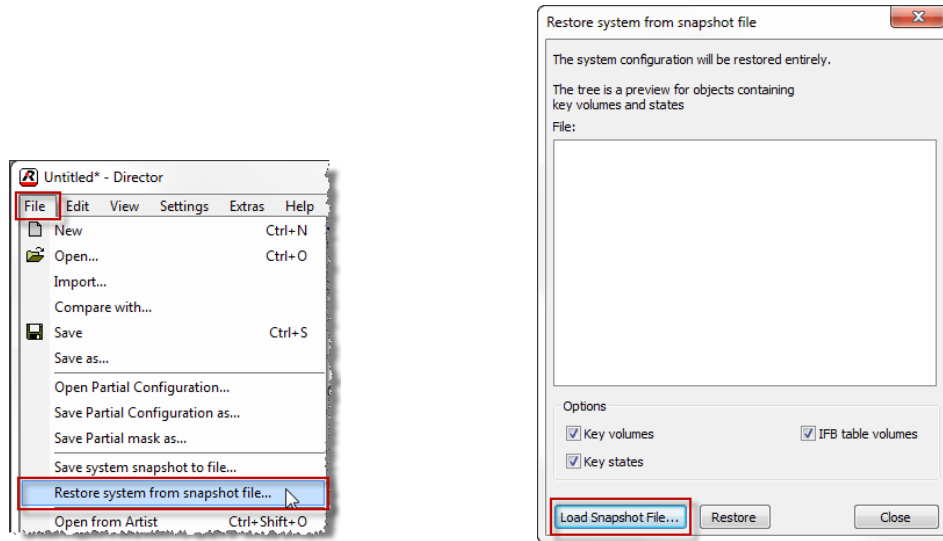 Untitled* - Director
File Edit View Settings Extras Help
New Ctrl+N
Open... Ctrl+O
Import...
Compare with...
Save Ctrl+S
Save as...
Open Partial Configuration...
Save Partial Configuration as...
Save Partial mask as...
Save system snapshot to file...
Restore system from snapshot file...
Open from Artist Ctrl+Shift+O
Restore system from snapshot file
The system configuration will be restored entirely.
The tree is a preview for objects containing
key volumes and states
File:
Options
Key volumes IFB table volumes
Key states
Load Snapshot File... Restore Close